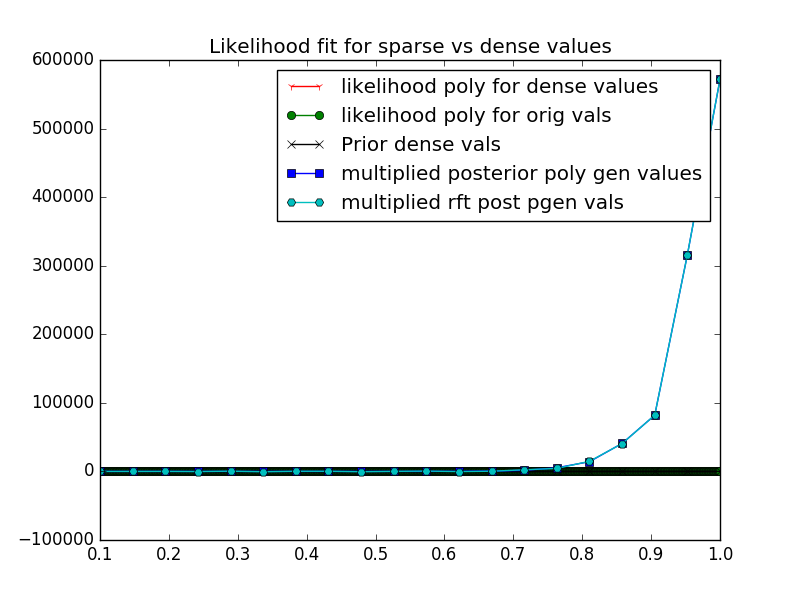 Likelihood fit for sparse vs dense values
600000
500000
400000
300000
200000
100000
0
−100000
likelihood poly for dense values
likelihood poly for orig vals
Prior dense vals
multiplied posterior poly gen values
multiplied rft post pgen vals
0.1 0.2 0.3 0.4 0.5 0.6 0.7 0.8 0.9 1.0